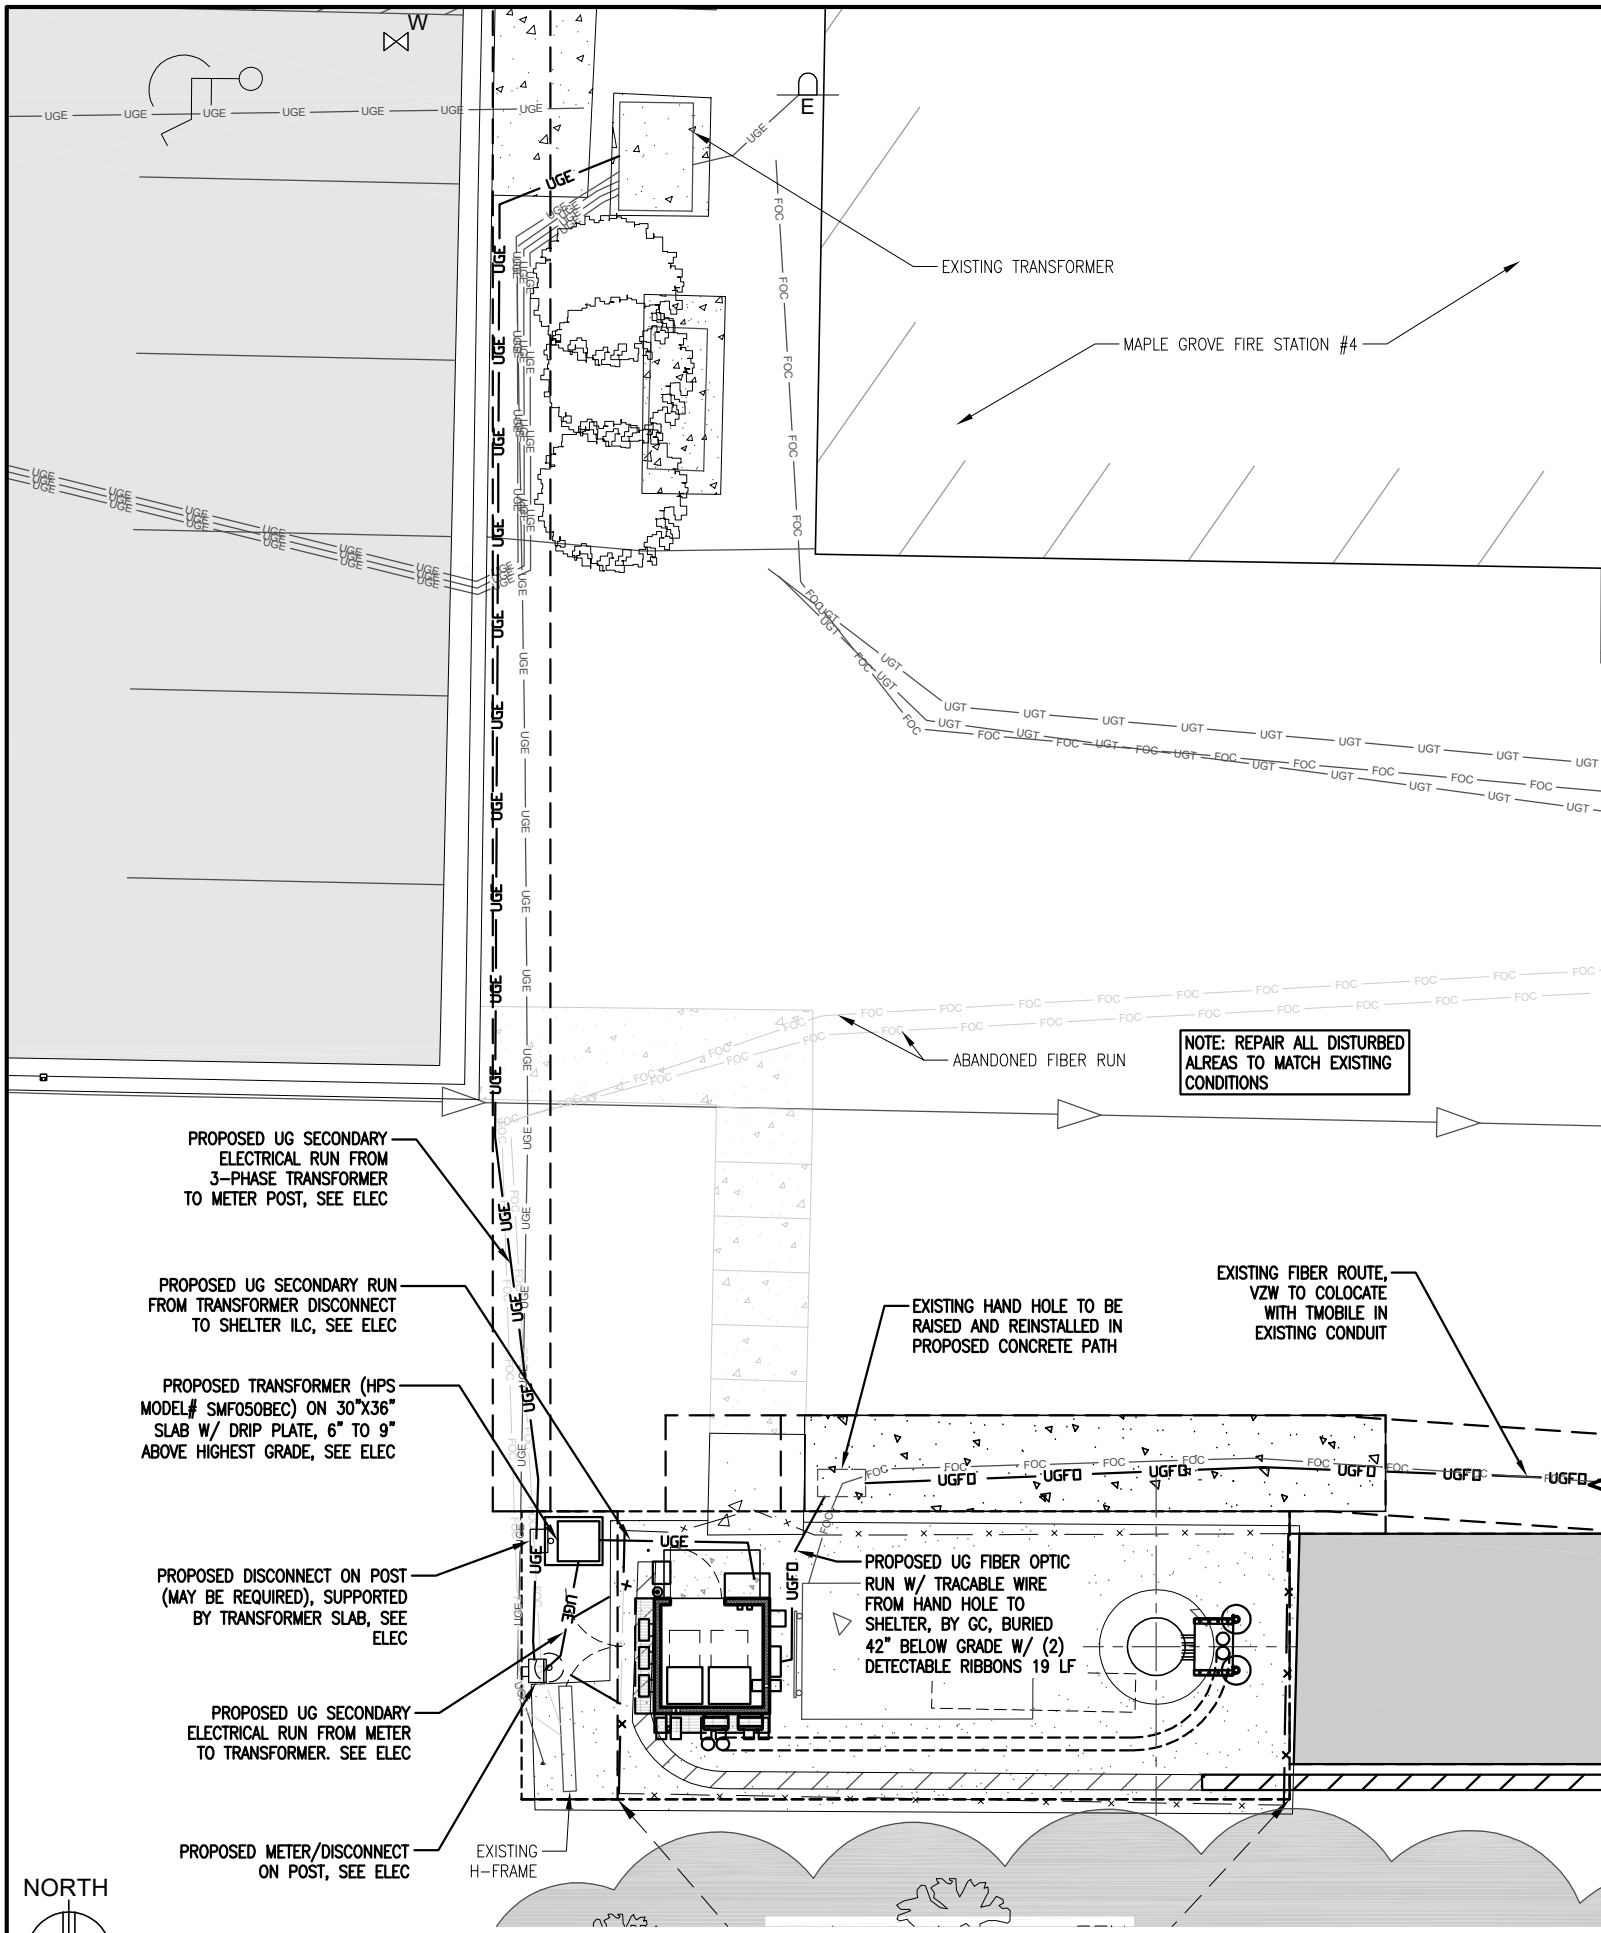 W
E
UGE
EXISTING TRANSFORMER
MAPLE GROVE FIRE STATION #4
FOC
UGT
ABANDONED FIBER RUN
NOTE: REPAIR ALL DISTURBED
ALREAS TO MATCH EXISTING
CONDITIONS
PROPOSED UG SECONDARY
ELECTRICAL RUN FROM
3-PHASE TRANSFORMER
TO METER POST, SEE ELEC
PROPOSED UG SECONDARY RUN
FROM TRANSFORMER DISCONNECT
TO SHELTER ILC, SEE ELEC
EXISTING HAND HOLE TO BE
RAISED AND REINSTALLED IN
PROPOSED CONCRETE PATH
EXISTING FIBER ROUTE,
VZW TO COLOCATE
WITH TMOBILE IN
EXISTING CONDUIT
PROPOSED TRANSFORMER (HPS
MODEL# SMF050BEC) ON 30"X36"
SLAB W/ DRIP PLATE, 6" TO 9"
ABOVE HIGHEST GRADE, SEE ELEC
UGFO
PROPOSED DISCONNECT ON POST
(MAY BE REQUIRED), SUPPORTED
BY TRANSFORMER SLAB, SEE
ELEC
PROPOSED UG FIBER OPTIC
RUN W/ TRACABLE WIRE
FROM HAND HOLE TO
SHELTER, BY GC, BURIED
42" BELOW GRADE W/ (2)
DETECTABLE RIBBONS 19 LF
PROPOSED UG SECONDARY
ELECTRICAL RUN FROM METER
TO TRANSFORMER. SEE ELEC
PROPOSED METER/DISCONNECT
ON POST, SEE ELEC
EXISTING
H-FRAME
NORTH